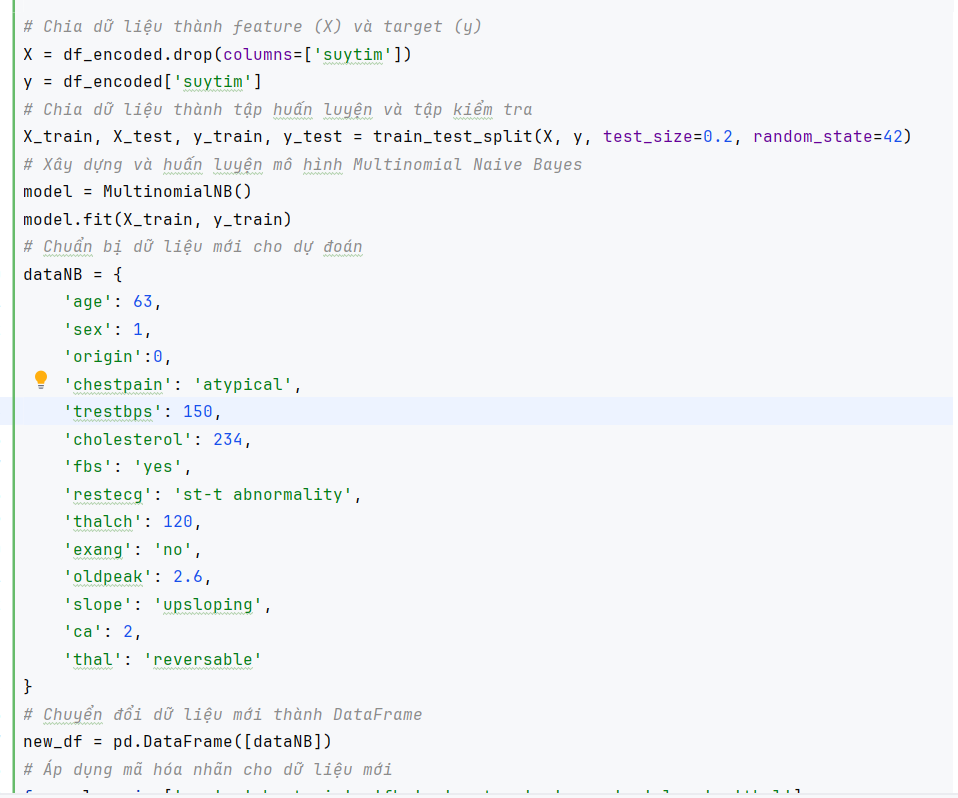 # Chia dữ liệu thành feature (X) và target (y)
X = df_encoded.drop(columns=['suytim'])
y = df_encoded['suytim']
# Chia dữ liệu thành tập huấn luyện và tập kiểm tra
X_train, X_test, y_train, y_test = train_test_split(X, y, test_size=0.2, random_state=42)
# Xây dựng và huấn luyện mô hình Multinomial Naive Bayes
model = MultinomialNB()
model.fit(X_train, y_train)
# Chuẩn bị dữ liệu mới cho dự đoán
dataNB = {
    'age': 63,
    'sex': 1,
    'origin':0,
    'chestpain': 'atypical',
    'trestbps': 150,
    'cholesterol': 234,
    'fbs': 'yes',
    'restecg': 'st-t abnormality',
    'thalch': 120,
    'exang': 'no',
    'oldpeak': 2.6,
    'slope': 'upsloping',
    'ca': 2,
    'thal': 'reversable'
}
# Chuyển đổi dữ liệu mới thành DataFrame
new_df = pd.DataFrame([dataNB])
# Áp dụng mã hóa nhãn cho dữ liệu mới